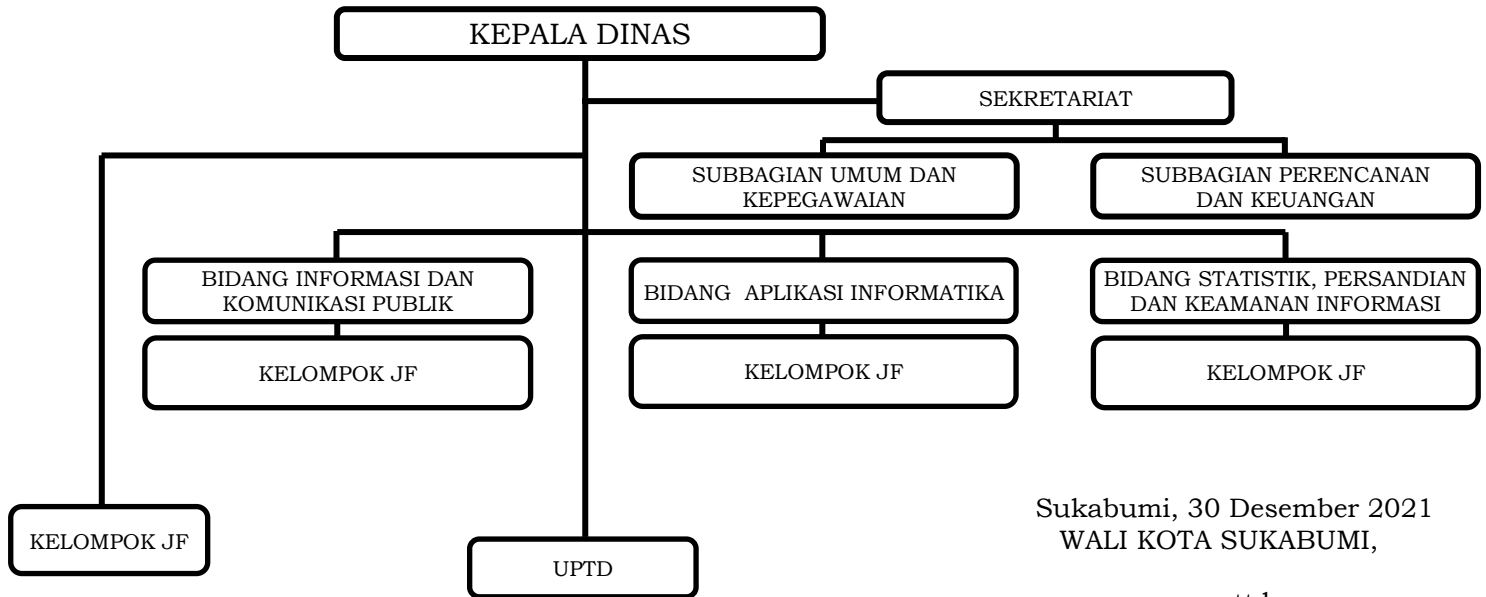 KEPALA DINAS
SEKRETARIAT
SUBBAGIAN UMUM DAN
KEPEGAWAIAN
SUBBAGIAN PERENCANAN
DAN KEUANGAN
BIDANG INFORMASI DAN
KOMUNIKASI PUBLIK
BIDANG APLIKASI INFORMATIKA
BIDANG STATISTIK, PERSANDIAN
DAN KEAMANAN INFORMASI
KELOMPOK JF
KELOMPOK JF
KELOMPOK JF
KELOMPOK JF
UPTD
Sukabumi, 30 Desember 2021
WALI KOTA SUKABUMI,